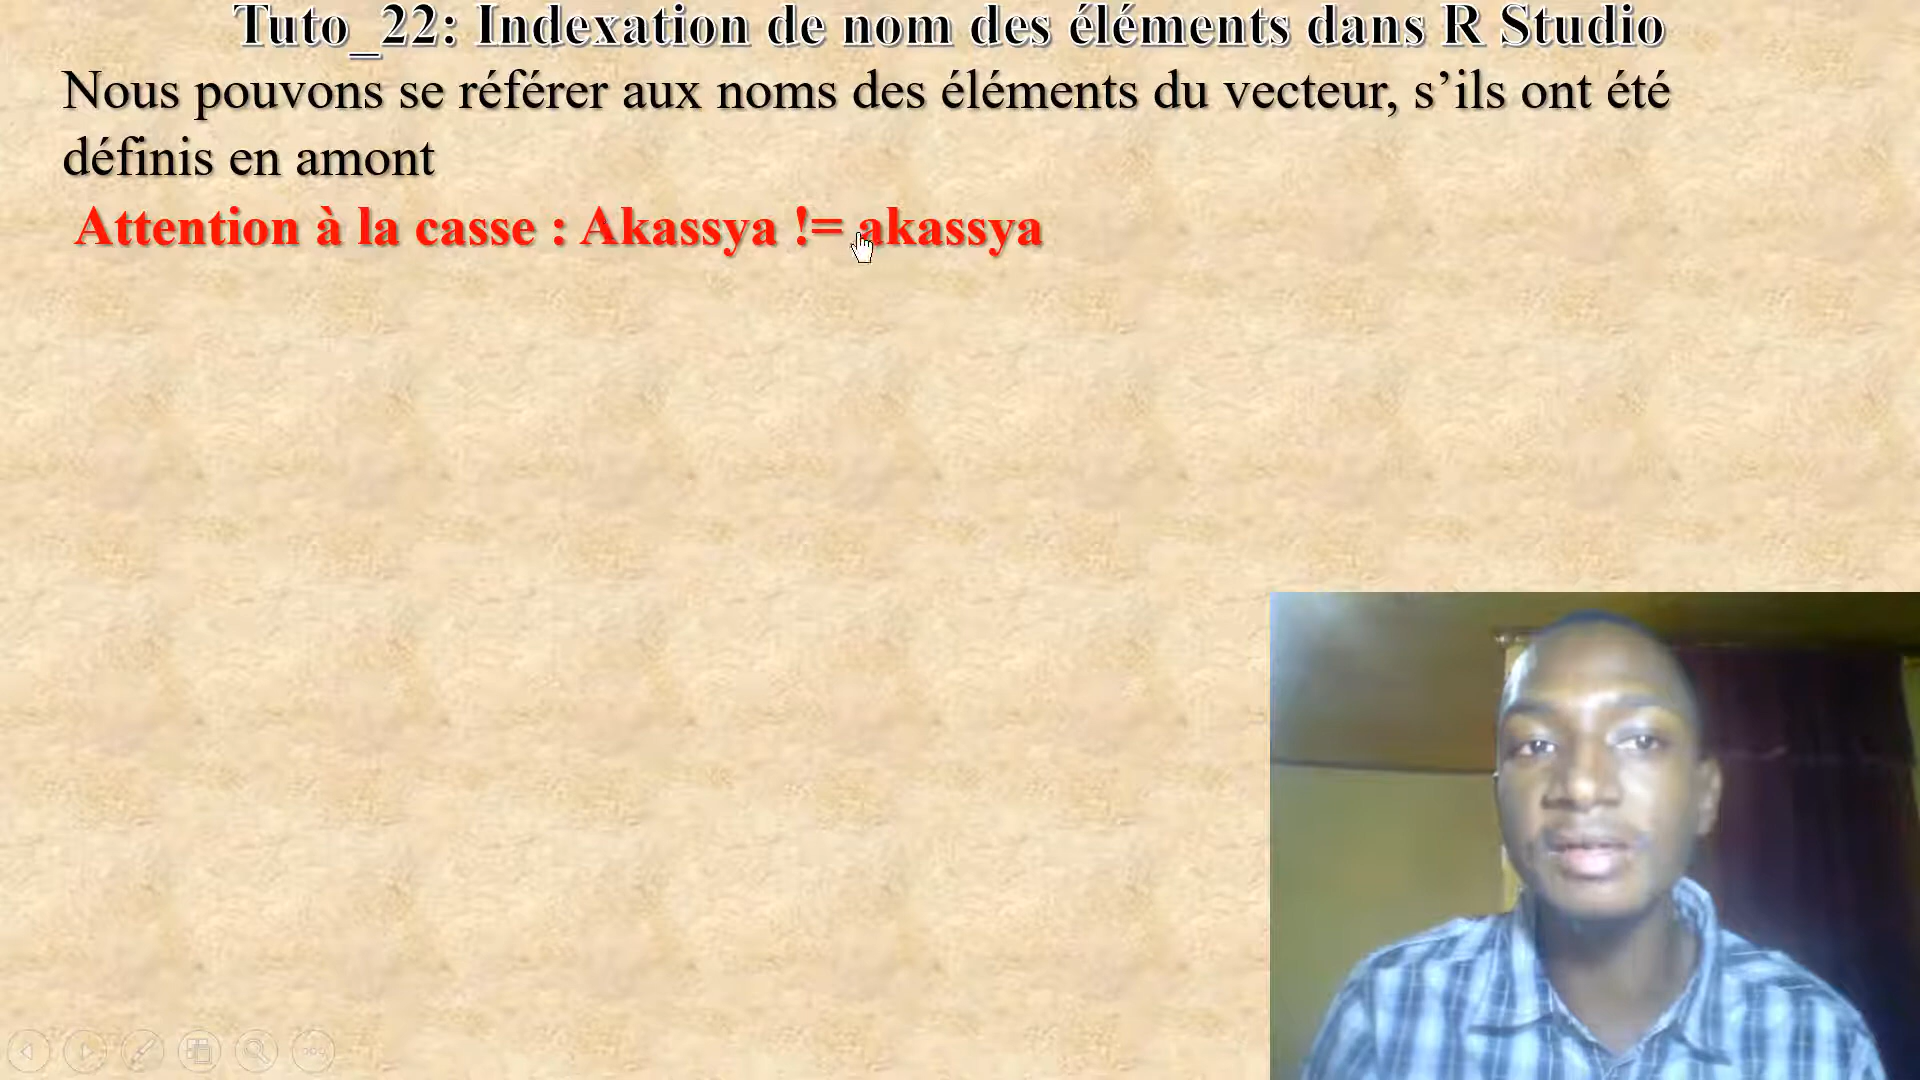 Tuto_22: Indexation de nom des éléments dans R Studio
Nous pouvons se référer aux noms des éléments du vecteur, s’ils ont été
définis en amont
Attention à la casse : Akassya != akassya